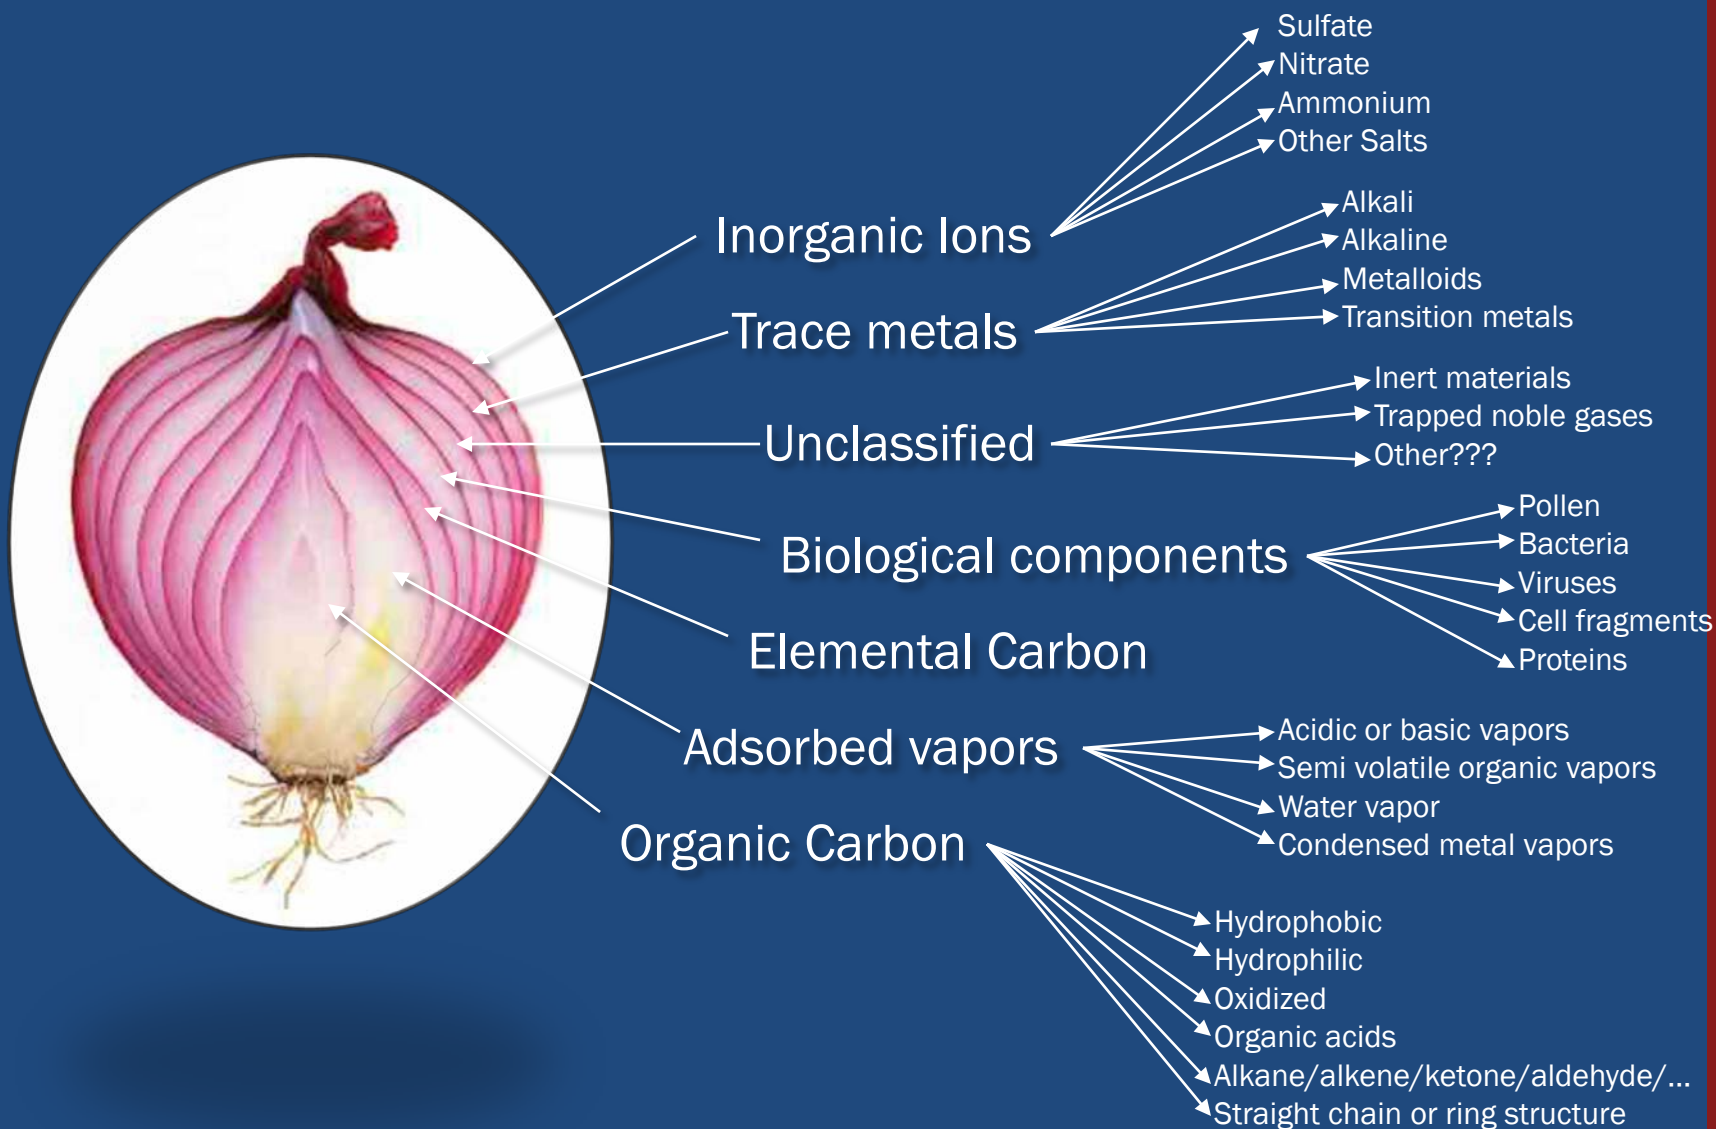 Inorganic Ions
Sulfate
Nitrate
Ammonium
Other Salts
Trace metals
Alkali
Alkaline
Metalloids
Transition metals
Unclassified
Inert materials
Trapped noble gases
Other???
Biological components
Pollen
Bacteria
Viruses
Cell fragments
Proteins
Elemental Carbon
Adsorbed vapors
Acidic or basic vapors
Semi volatile organic vapors
Water vapor
Condensed metal vapors
Organic Carbon
Hydrophobic
Hydrophilic
Oxidized
Organic acids
Alkane/alkene/ketone/aldehyde/...
Straight chain or ring structure